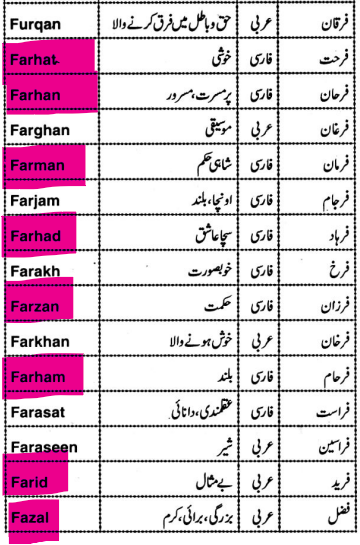 Furqan حق و باطل میں فرق کرنے والا عربی فرقان
Farhat خوشی فارسی فرحت
Farhan پرمسرت، مسرور فارسی فرحان
Farghan موسیقی عربی فرغان
Farman شاہی حکم فارسی فرمان
Farjam اونچا، بلند فارسی فرجام
Farhad سچا عاشق فارسی فرہاد
Farakh خوبصورت فارسی فرخ
Farzan حکمت فارسی فرزان
Farkhan خوش ہونے والا عربی فرخان
Farham بلند فارسی فرحام
Farasat عقلمندی، دانائی فارسی فراست
Faraseen شیر عربی فراسین
Farid بے مثال عربی فرید
Fazal بزرگی، برائی، کرم عربی فضل